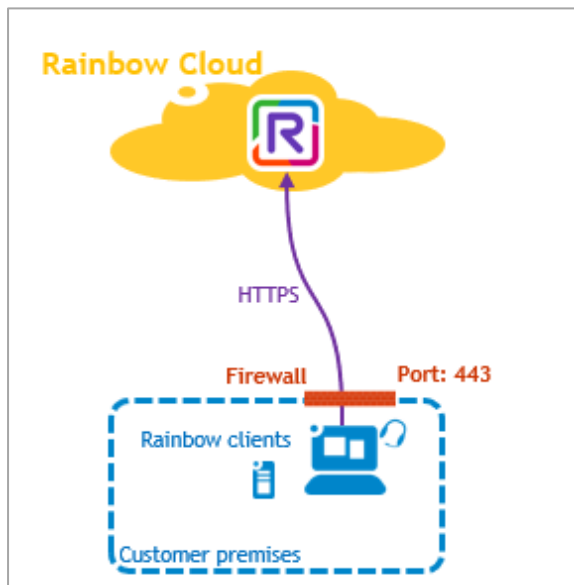 Rainbow Cloud
R
HTTPS
Firewall
Port: 443
Rainbow clients
Customer premises